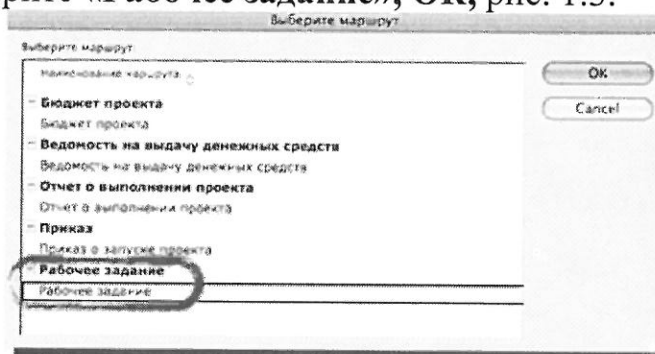 рите «Рабочее задание», ОК, рис. 1.3.
Выберите маршрут
Выберите маршрут
Наименование маршрута
OK
Cancel
Бюджет проекта
Бюджет проекта
Ведомость на выдачу денежных средств
Ведомость на выдачу денежных средств
Отчет о выполнении проекта
Отчет о выполнении проекта
Приказ
Приказ о запуске проекта
Рабочее задание
Рабочее задание